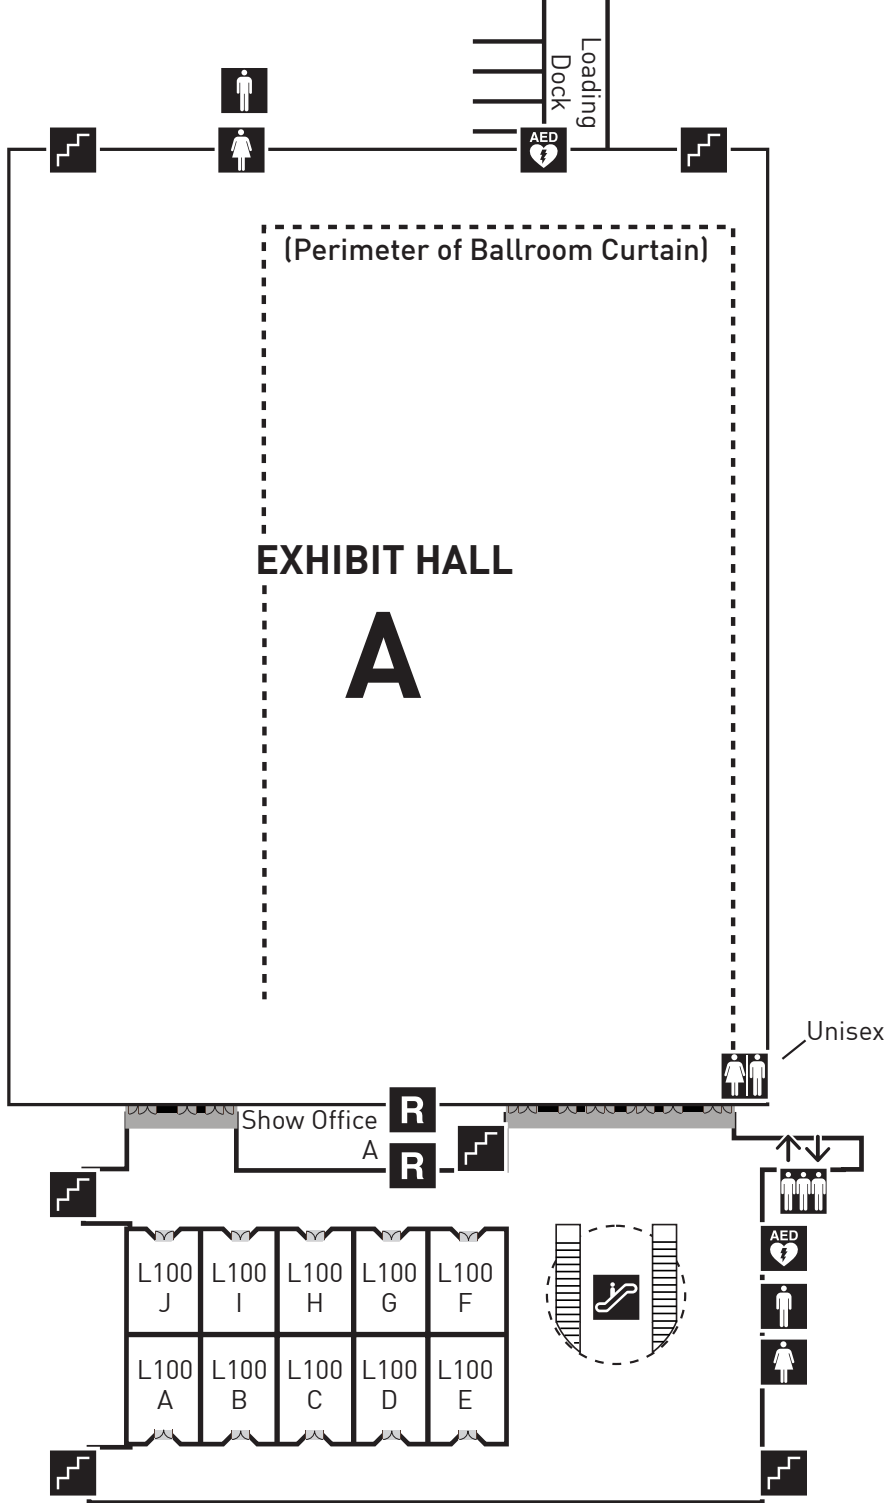 Loading
Dock
AED
(Perimeter of Ballroom Curtain)
EXHIBIT HALL
A
Unisex
R
Show Office
A
R
AED
L100
J
L100
I
L100
H
L100
G
L100
F
L100
A
L100
B
L100
C
L100
D
L100
E